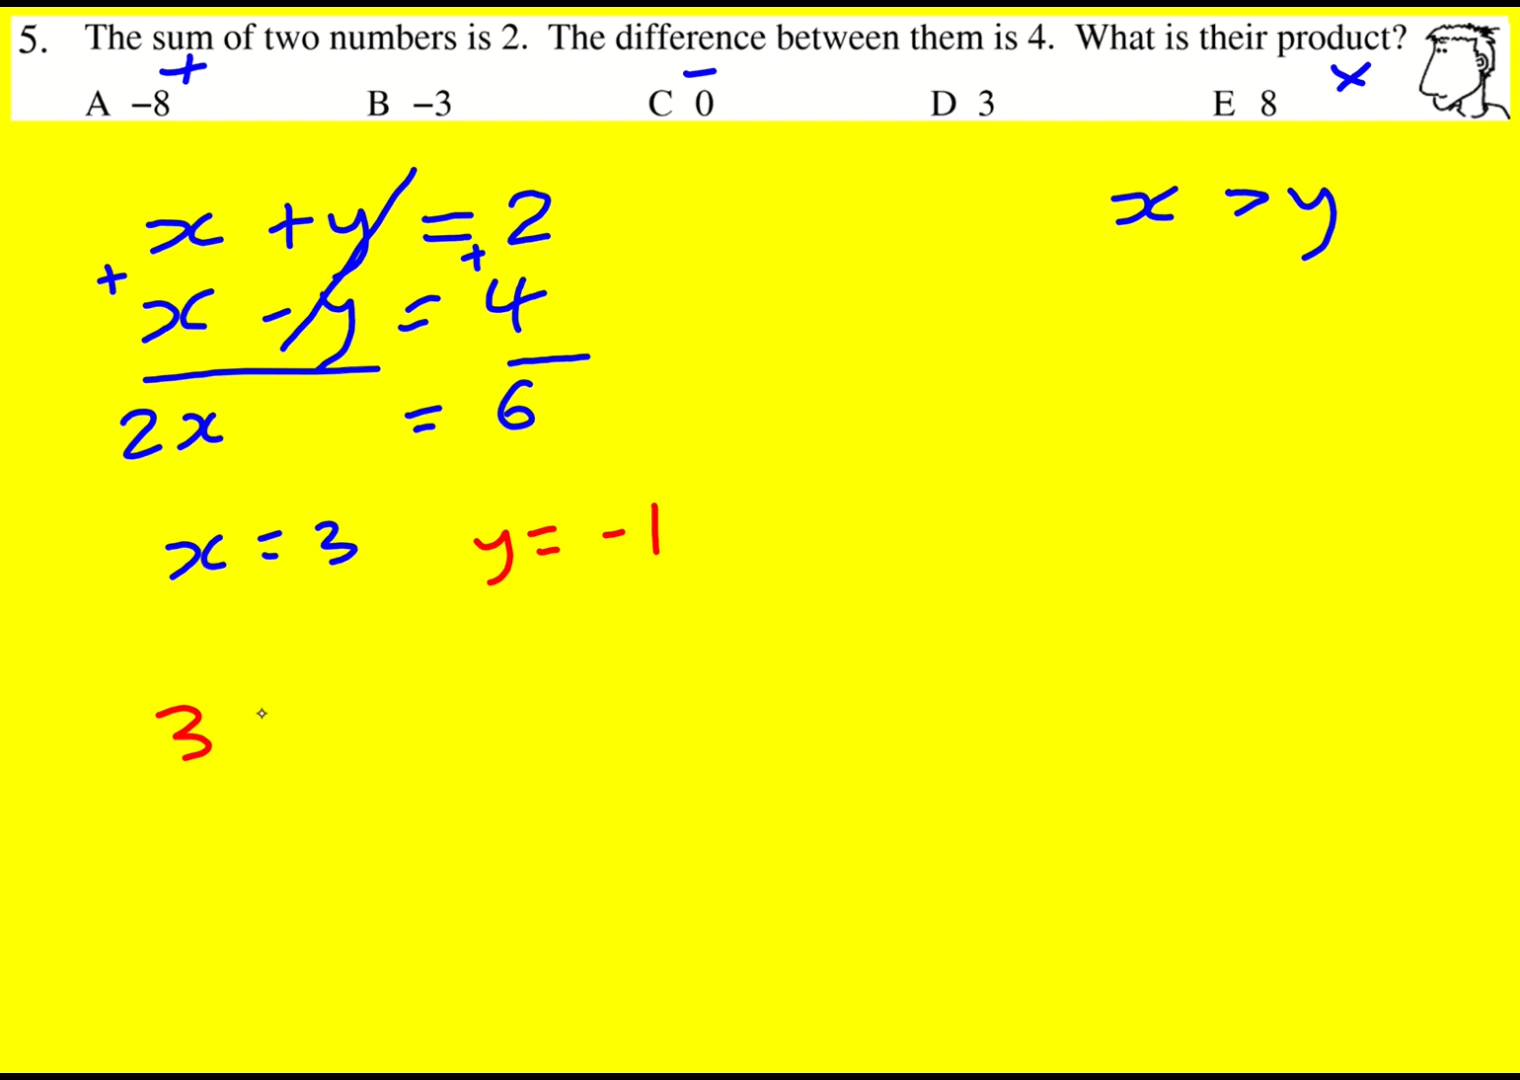 5. The sum of two numbers is 2. The difference between them is 4. What is their product?
+ − ×
A −8 B −3 C 0 D 3 E 8
x + y = 2 x > y
+ +
x - y = 4
2x = 6
x = 3 y = -1
3